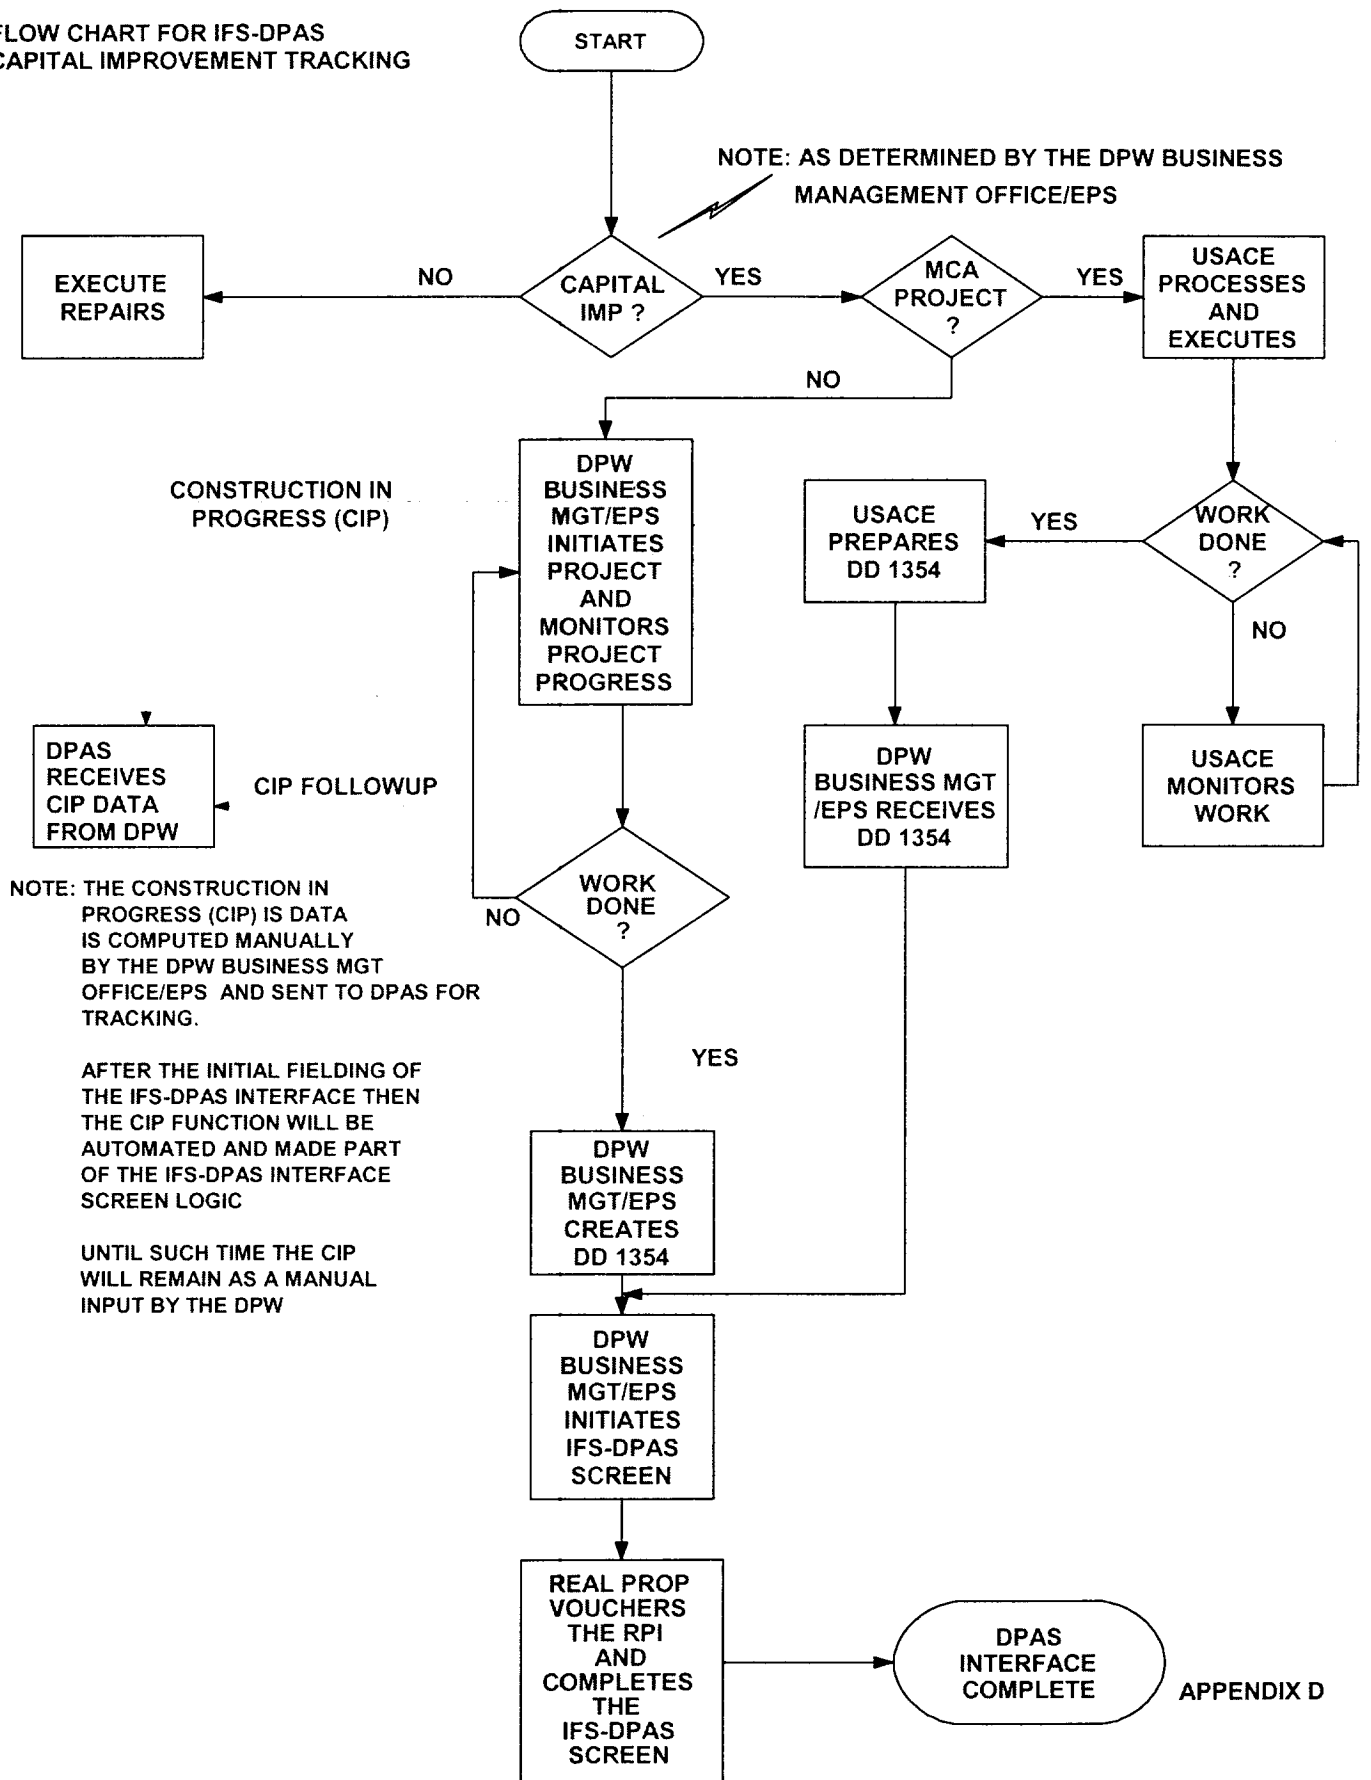 FLOW CHART FOR IFS-DPAS
CAPITAL IMPROVEMENT TRACKING
START
NOTE: AS DETERMINED BY THE DPW BUSINESS
MANAGEMENT OFFICE/EPS
EXECUTE
REPAIRS
NO
CAPITAL
IMP ?
YES
MCA
PROJECT
?
YES
USACE
PROCESSES
AND
EXECUTES
NO
CONSTRUCTION IN
PROGRESS (CIP)
DPW
BUSINESS
MGT/EPS
INITIATES
PROJECT
AND
MONITORS
PROJECT
PROGRESS
USACE
PREPARES
DD 1354
YES
WORK
DONE
?
NO
DPAS
RECEIVES
CIP DATA
FROM DPW
CIP FOLLOWUP
DPW
BUSINESS MGT
/EPS RECEIVES
DD 1354
USACE
MONITORS
WORK
NO
WORK
DONE
?
NOTE: THE CONSTRUCTION IN
PROGRESS (CIP) IS DATA
IS COMPUTED MANUALLY
BY THE DPW BUSINESS MGT
OFFICE/EPS AND SENT TO DPAS FOR
TRACKING.
AFTER THE INITIAL FIELDING OF
THE IFS-DPAS INTERFACE THEN
THE CIP FUNCTION WILL BE
AUTOMATED AND MADE PART
OF THE IFS-DPAS INTERFACE
SCREEN LOGIC
UNTIL SUCH TIME THE CIP
WILL REMAIN AS A MANUAL
INPUT BY THE DPW
YES
DPW
BUSINESS
MGT/EPS
CREATES
DD 1354
DPW
BUSINESS
MGT/EPS
INITIATES
IFS-DPAS
SCREEN
REAL PROP
VOUCHERS
THE RPI
AND
COMPLETES
THE
IFS-DPAS
SCREEN
DPAS
INTERFACE
COMPLETE
APPENDIX D